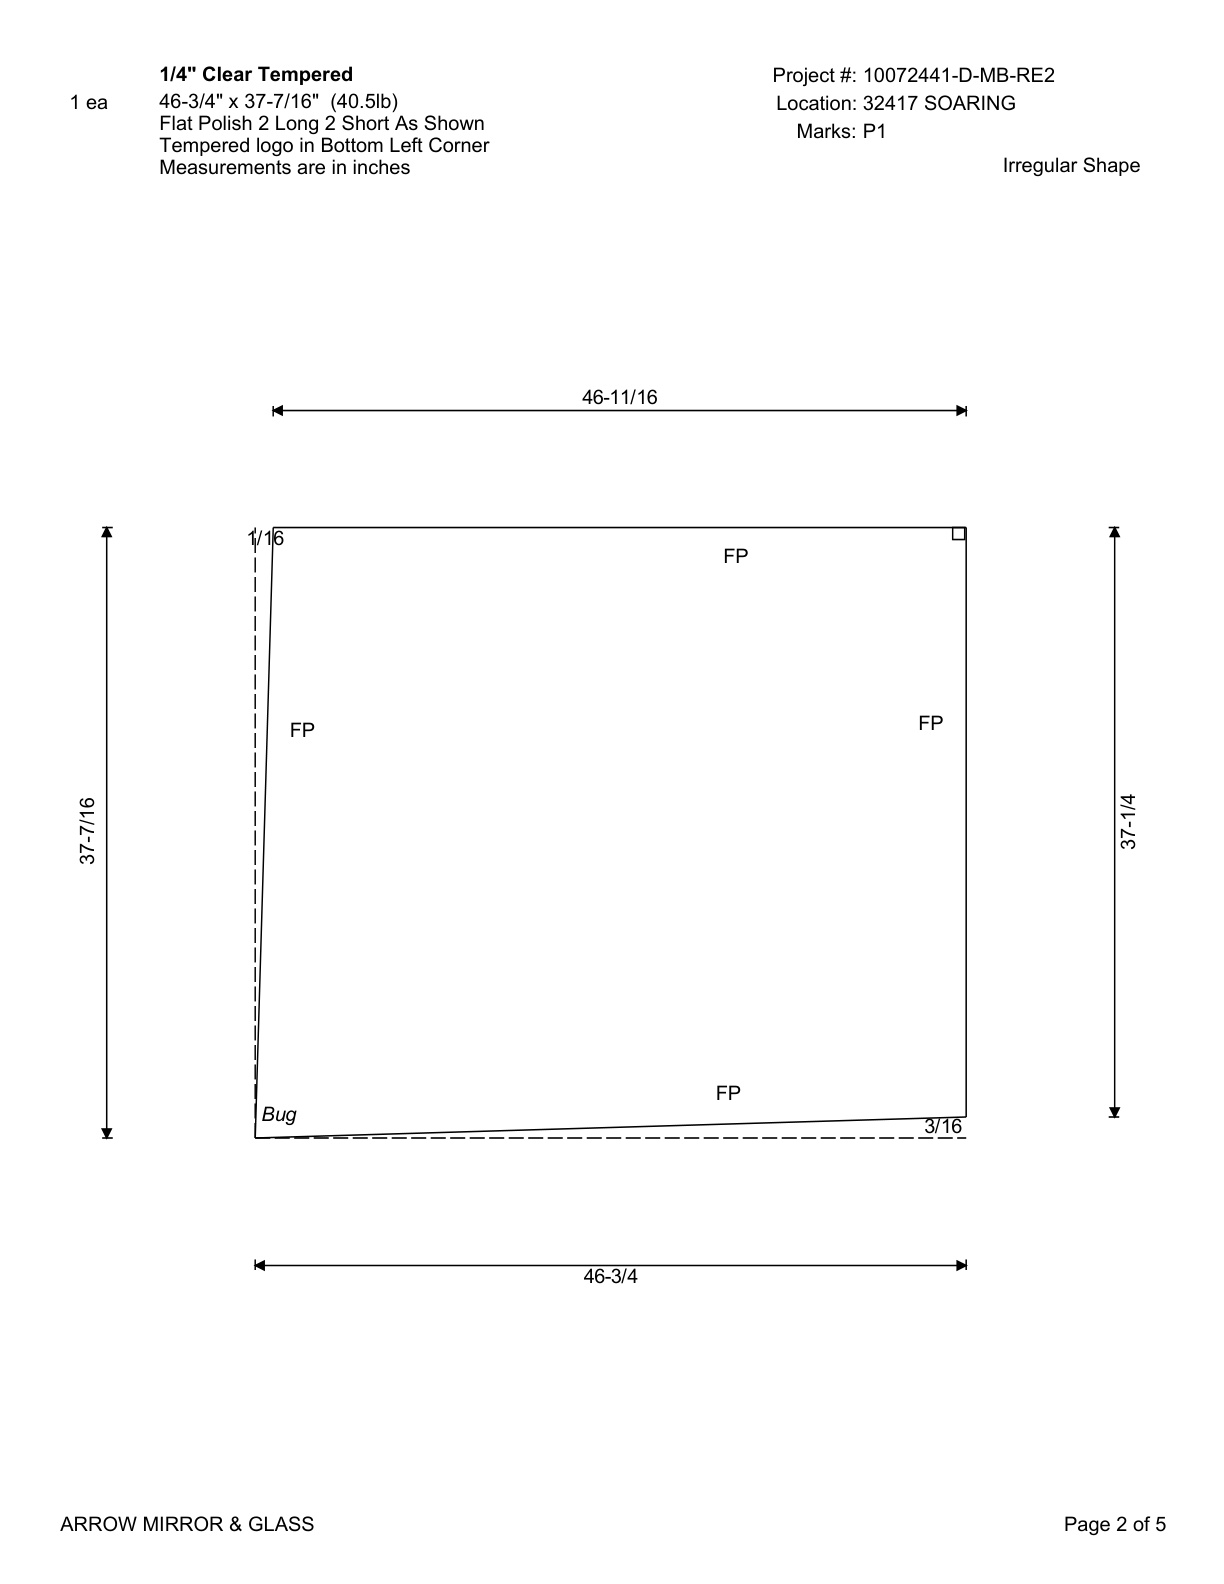 1/4" Clear Tempered
1 ea
46-3/4" x 37-7/16" (40.5lb)
Flat Polish 2 Long 2 Short As Shown
Tempered logo in Bottom Left Corner
Measurements are in inches
Project #: 10072441-D-MB-RE2
Location: 32417 SOARING
Marks: P1
Irregular Shape
46-11/16
1/16
FP
FP
FP
37-7/16
37-1/4
FP
Bug
3/16
46-3/4
ARROW MIRROR & GLASS
Page 2 of 5